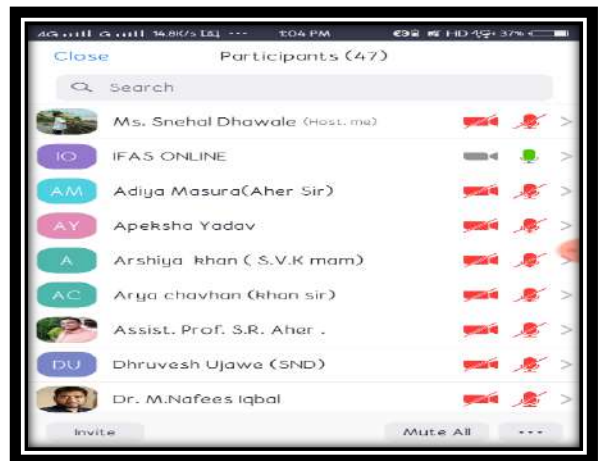 1:04 PM HD 4G+ 37%
Close Participants (47)
Search
Ms. Snehal Dhawale (Host, me)
IO IFAS ONLINE
AM Adiya Masura(Aher Sir)
AY Apeksha Yadav
A Arshiya khan ( S.V.K mam)
AC Arya chavhan (khan sir)
Assist. Prof. S.R. Aher .
DU Dhruvesh Ujawe (SND)
Dr. M.Nafees Iqbal
Invite Mute All ...